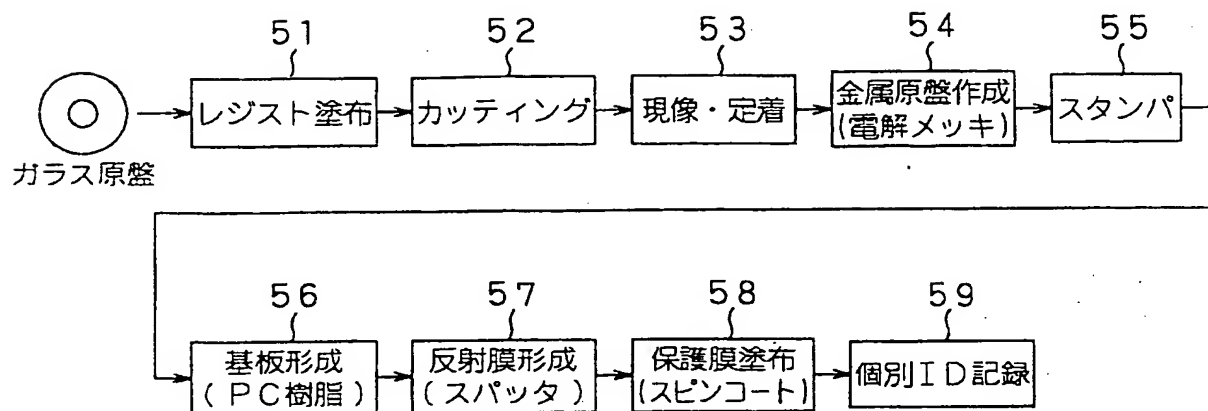 51
52
53
54
55
レジスト塗布
カッティング
現像・定着
金属原盤作成
(電解メッキ)
スタンパ
ガラス原盤
56
57
58
59
基板形成
(PC樹脂)
反射膜形成
(スパッタ)
保護膜塗布
(スピンコート)
個別ID記録